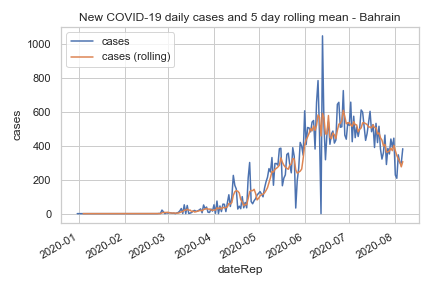 New COVID-19 daily cases and 5 day rolling mean - Bahrain
cases
cases (rolling)
1000
800
600
400
200
0
cases
2020-01
2020-02
2020-03
2020-04
2020-05
2020-06
2020-07
2020-08
dateRep